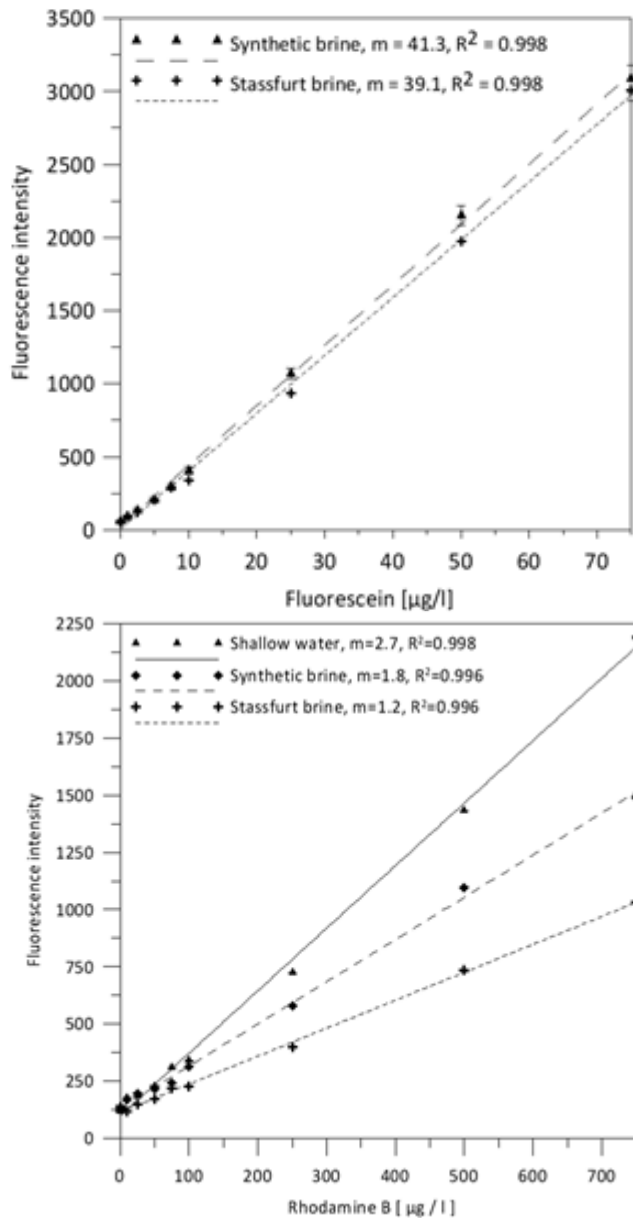 3500
3000
2500
2000
1500
1000
500
0
Fluorescence intensity
Synthetic brine, m = 41.3, R² = 0.998
Stassfurt brine, m = 39.1, R² = 0.998
0 10 20 30 40 50 60 70
Fluorescein [µg/l]
2250
2000
1750
1500
1250
1000
750
500
250
0
Fluorescence intensity
Shallow water, m=2.7, R²=0.998
Synthetic brine, m=1.8, R²=0.996
Stassfurt brine, m=1.2, R²=0.996
0 100 200 300 400 500 600 700
Rhodamine B [ µg / l ]